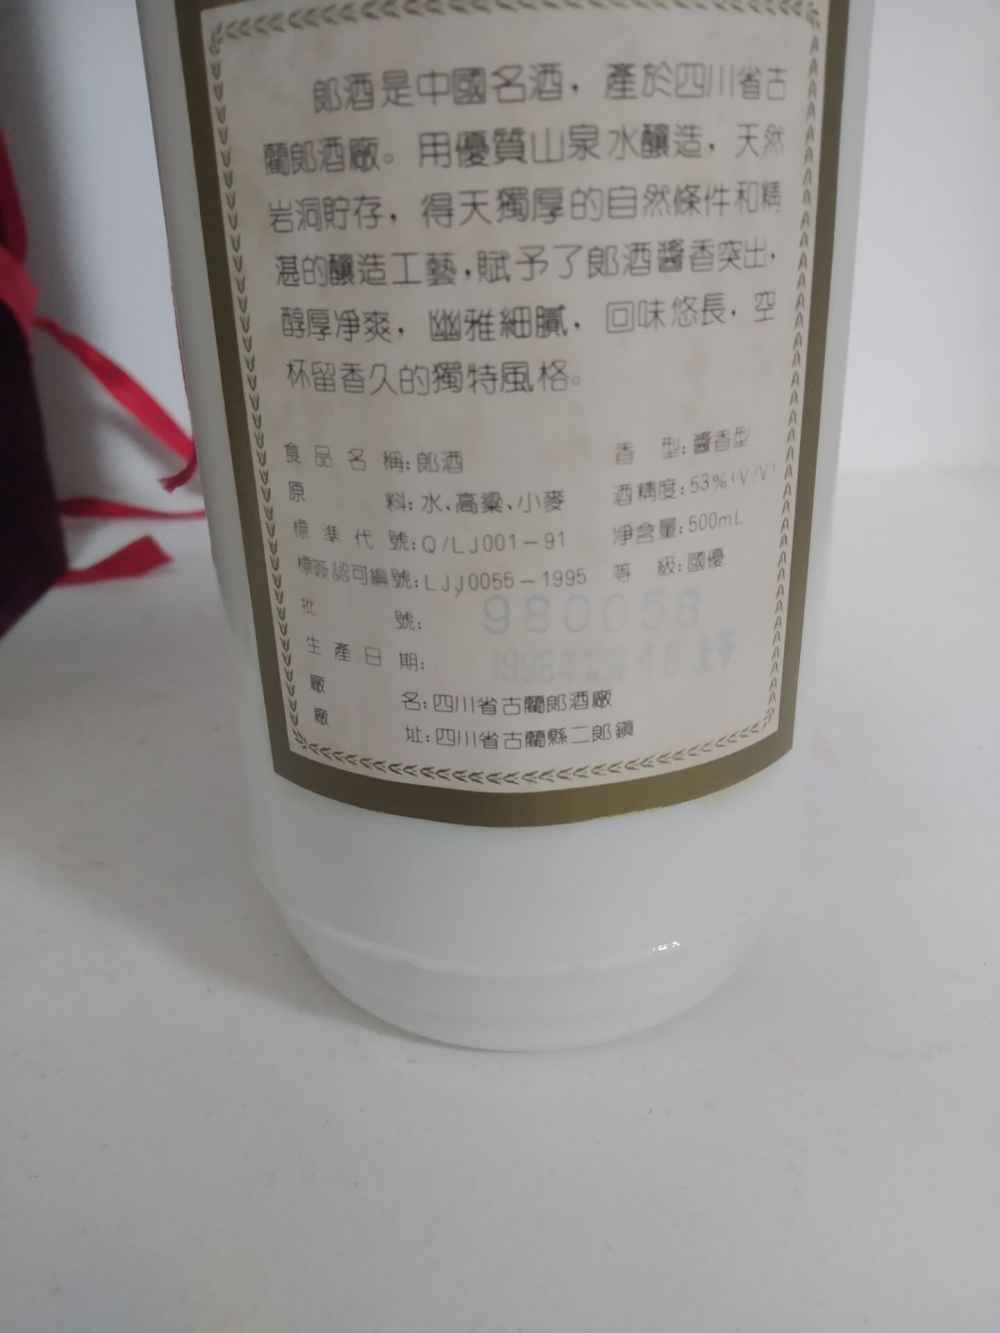 郎酒是中國名酒，產於四川省古
藺郎酒廠。用優質山泉水釀造，天然
岩洞貯存，得天獨厚的自然條件和精
湛的釀造工藝，賦予了郎酒醬香突出，
醇厚净爽，幽雅細膩，回味悠長，空
杯留香久的獨特風格。
食品名稱：郎酒 香型：醬香型
原料：水、高粱、小麥 酒精度：53%(V/V)
標準代號：Q/LJ001－91 净含量：500mL
標簽認可編號：LJJ0055－1995 等級：國優
批號：980058
生產日期：
廠名：四川省古藺郎酒廠
廠址：四川省古藺縣二郎鎮